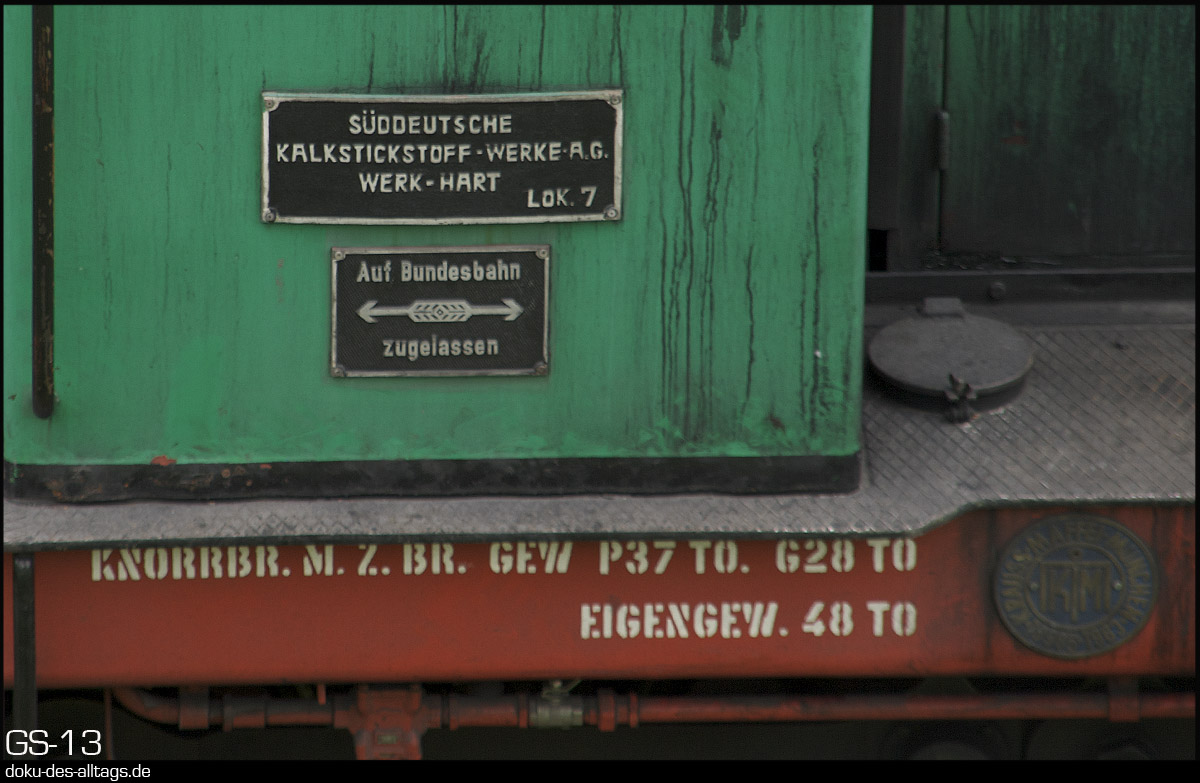 SÜDDEUTSCHE
KALKSTICKSTOFF-WERKE·A.G.
WERK-HART
LOK. 7
Auf Bundesbahn
zugelassen
KNORRBR. M. Z. BR. GEW P37 TO. G28 TO
EIGENGEW. 48 TO
KM
GS-13
doku-des-alltags.de